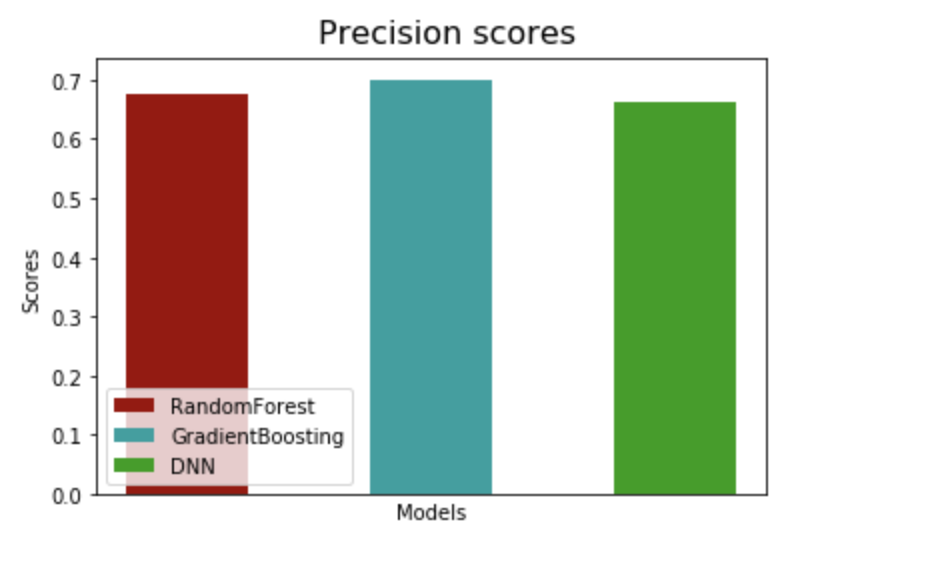 Precision scores
0.7
0.6
0.5
0.4
0.3
0.2
0.1
0.0
Scores
RandomForest
GradientBoosting
DNN
Models